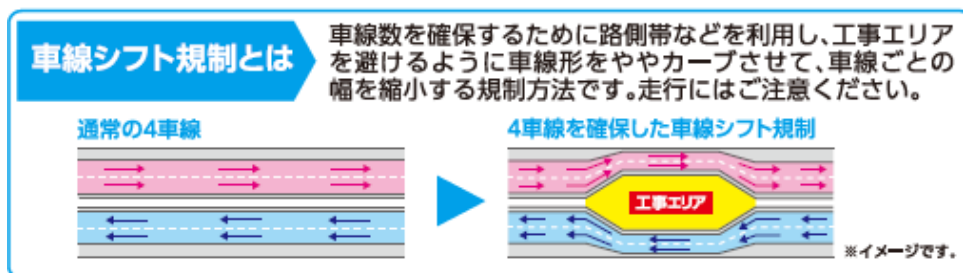 車線シフト規制とは
車線数を確保するために路側帯などを利用し、工事エリア
を避けるように車線形をややカーブさせて、車線ごとの
幅を縮小する規制方法です。走行にはご注意ください。
通常の4車線
4車線を確保した車線シフト規制
工事エリア
※イメージです。